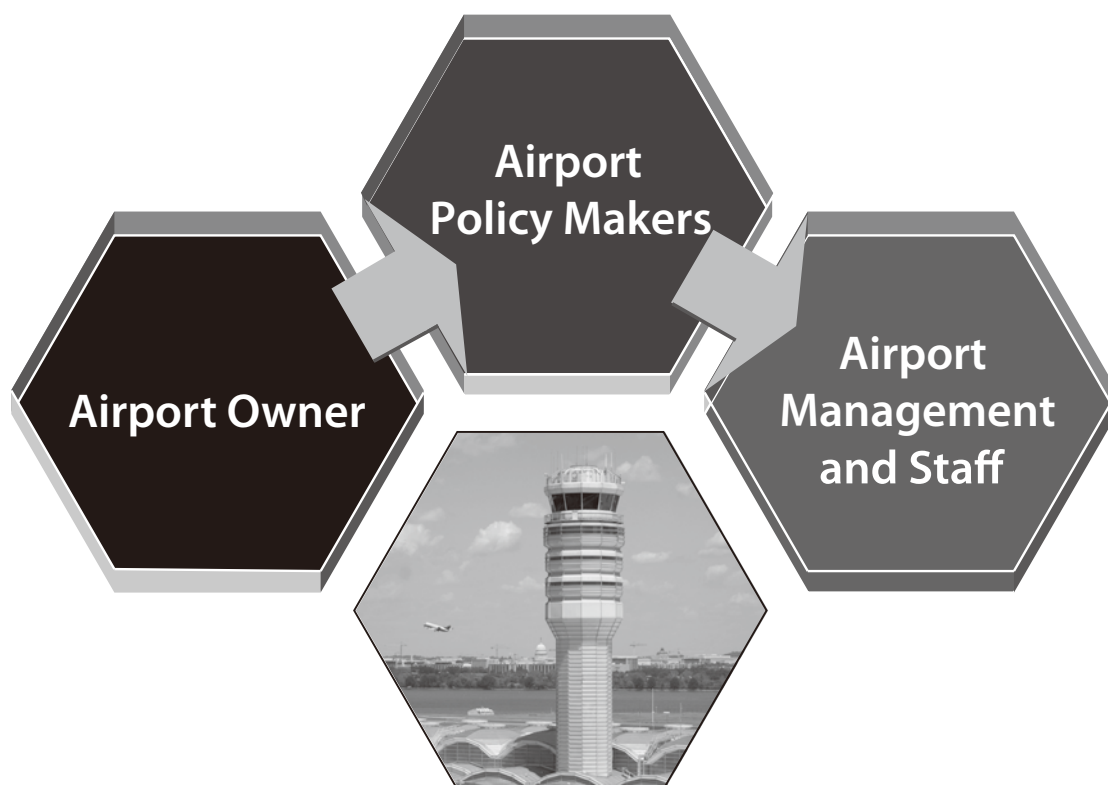 Airport
Policy Makers
Airport Owner
Airport
Management
and Staff